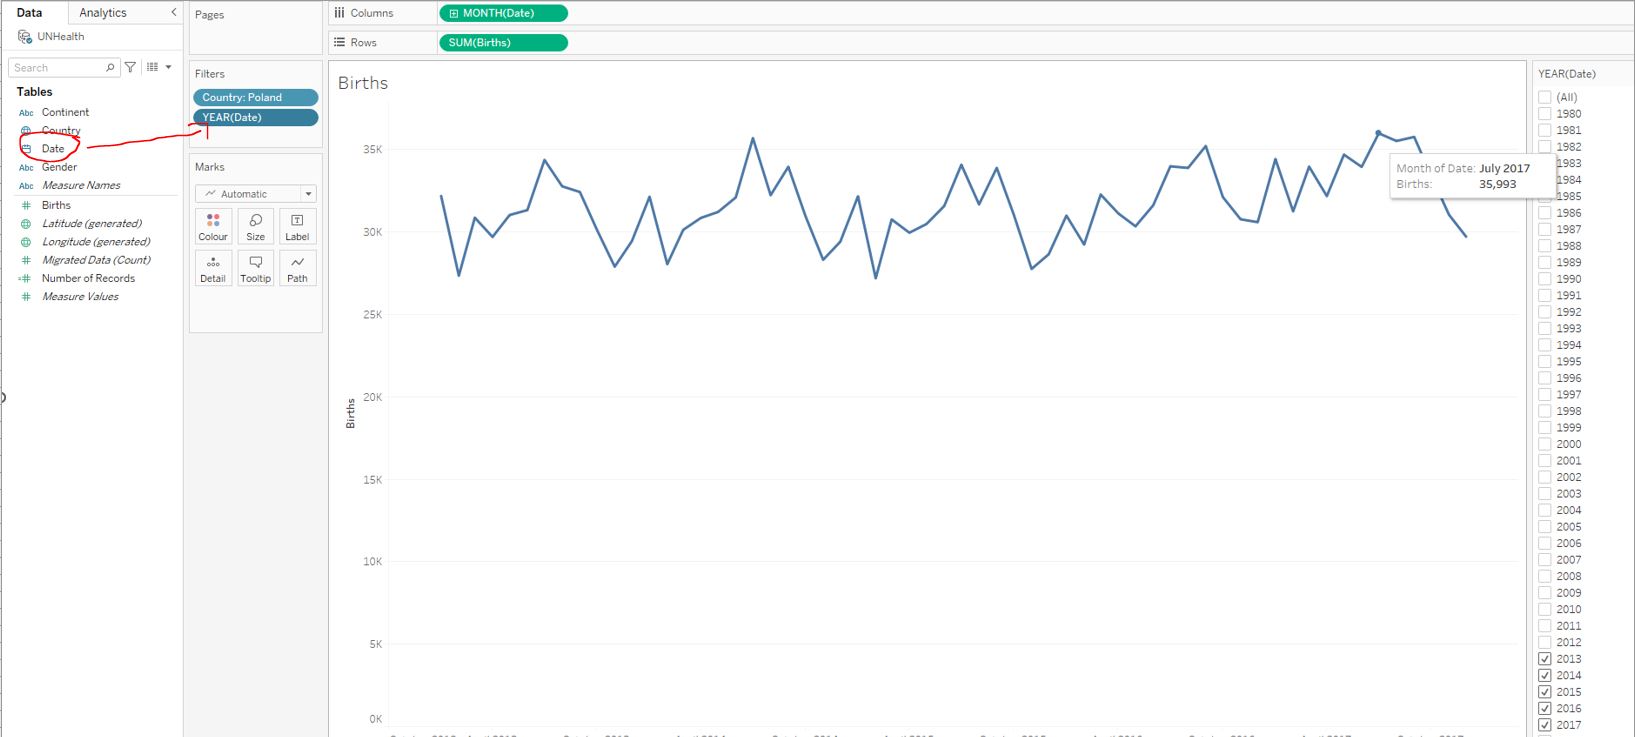 Data
Analytics
UNHealth
Search
Tables
Abc Continent
Country
Date
Abc Gender
Abc Measure Names
# Births
Latitude (generated)
Longitude (generated)
# Migrated Data (Count)
=# Number of Records
# Measure Values
Pages
Filters
Country: Poland
YEAR(Date)
Marks
Automatic
Colour
Size
Label
Detail
Tooltip
Path
Columns
MONTH(Date)
Rows
SUM(Births)
Births
35K
30K
25K
20K
15K
10K
5K
0K
Births
Month of Date: July 2017
Births: 35,993
YEAR(Date)
(All)
1980
1981
1982
1983
1984
1985
1986
1987
1988
1989
1990
1991
1992
1993
1994
1995
1996
1997
1998
1999
2000
2001
2002
2003
2004
2005
2006
2007
2008
2009
2010
2011
2012
2013
2014
2015
2016
2017